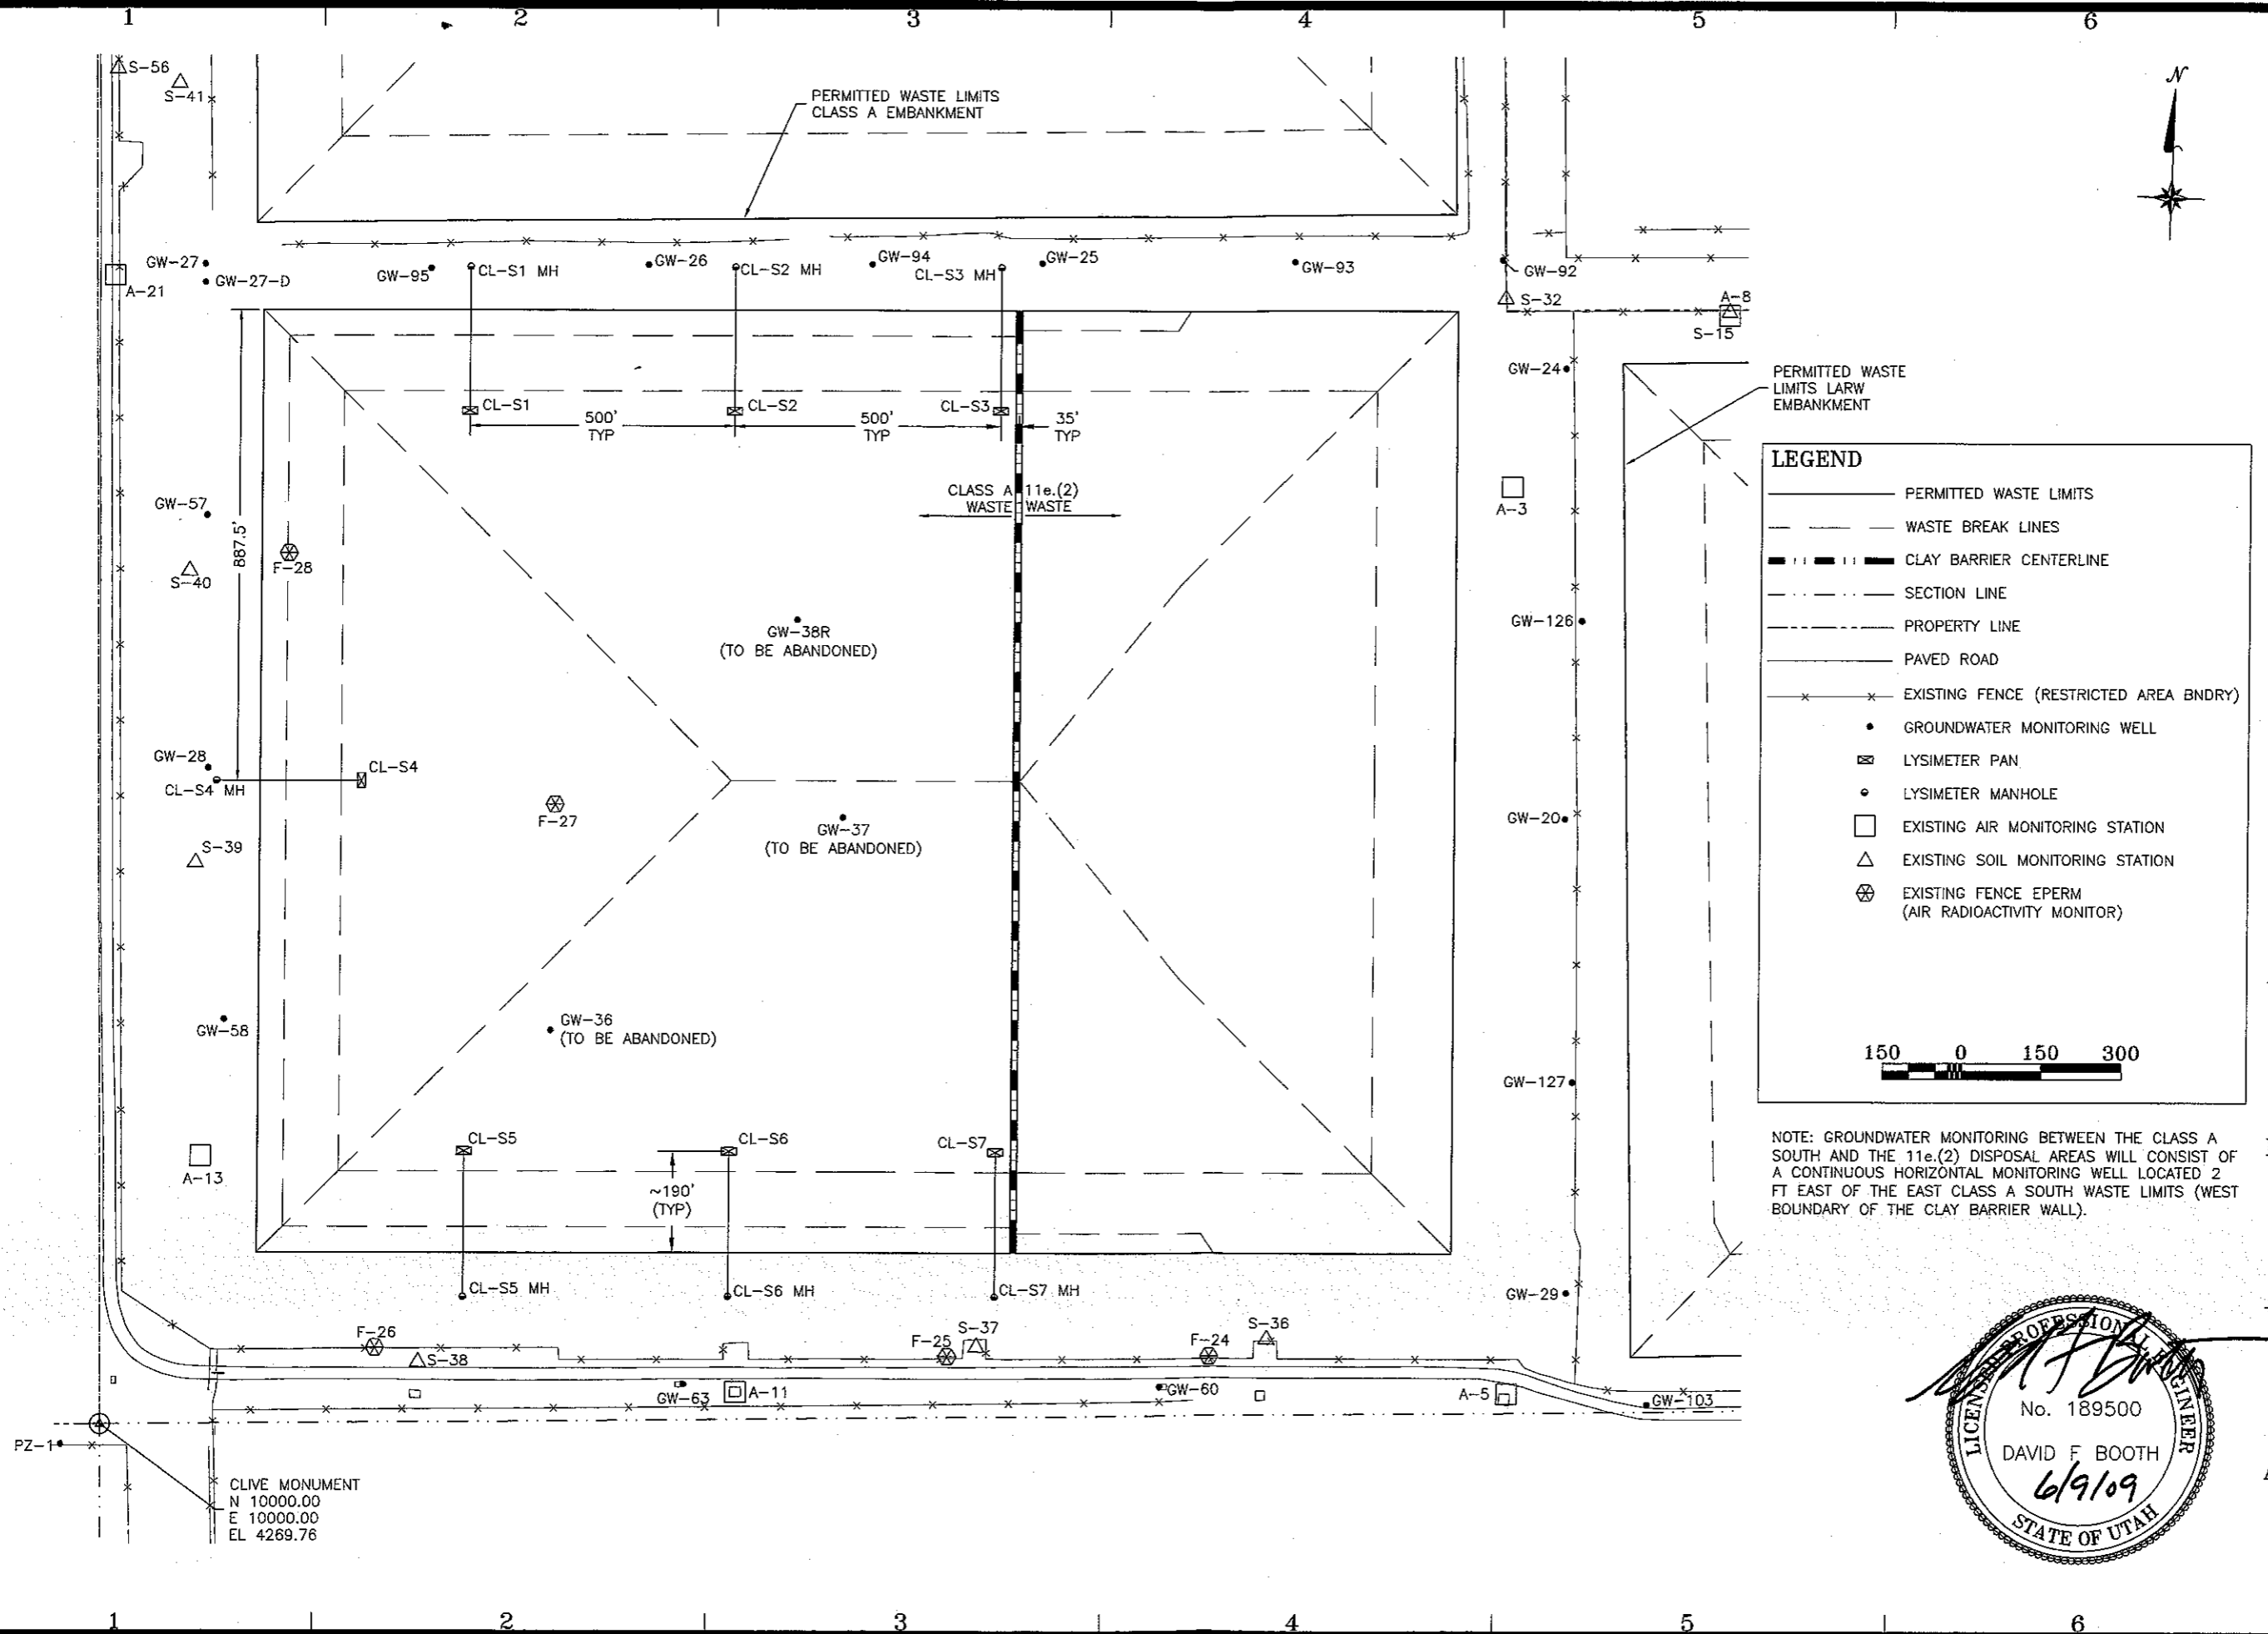 1 2 3 4 5 6
S-56
S-41
PERMITTED WASTE LIMITS
CLASS A EMBANKMENT
N
GW-27
GW-27-D
A-21
GW-95
CL-S1 MH
GW-26
CL-S2 MH
GW-94
CL-S3 MH
GW-25
GW-93
GW-92
S-32
A-8
S-15
GW-24
PERMITTED WASTE
LIMITS LARW
EMBANKMENT
CL-S1
CL-S2
CL-S3
500'
TYP
500'
TYP
35'
TYP
CLASS A 11e.(2)
WASTE WASTE
A-3
GW-57
887.5'
F-28
S-40
GW-38R
(TO BE ABANDONED)
GW-126
GW-28
CL-S4 MH
CL-S4
F-27
GW-37
(TO BE ABANDONED)
GW-20
S-39
GW-58
GW-36
(TO BE ABANDONED)
GW-127
CL-S5
CL-S6
CL-S7
A-13
~190'
(TYP)
CL-S5 MH
CL-S6 MH
CL-S7 MH
GW-29
F-26
S-38
F-25
S-37
F-24
S-36
GW-63
A-11
GW-60
A-5
GW-103
PZ-1
CLIVE MONUMENT
N 10000.00
E 10000.00
EL 4269.76
LEGEND
PERMITTED WASTE LIMITS
WASTE BREAK LINES
CLAY BARRIER CENTERLINE
SECTION LINE
PROPERTY LINE
PAVED ROAD
EXISTING FENCE (RESTRICTED AREA BNDRY)
GROUNDWATER MONITORING WELL
LYSIMETER PAN
LYSIMETER MANHOLE
EXISTING AIR MONITORING STATION
EXISTING SOIL MONITORING STATION
EXISTING FENCE EPERM
(AIR RADIOACTIVITY MONITOR)
150 0 150 300
NOTE: GROUNDWATER MONITORING BETWEEN THE CLASS A
SOUTH AND THE 11e.(2) DISPOSAL AREAS WILL CONSIST OF
A CONTINUOUS HORIZONTAL MONITORING WELL LOCATED 2
FT EAST OF THE EAST CLASS A SOUTH WASTE LIMITS (WEST
BOUNDARY OF THE CLAY BARRIER WALL).
LICENSED PROFESSIONAL ENGINEER
No. 189500
DAVID F BOOTH
6/9/09
STATE OF UTAH
1 2 3 4 5 6